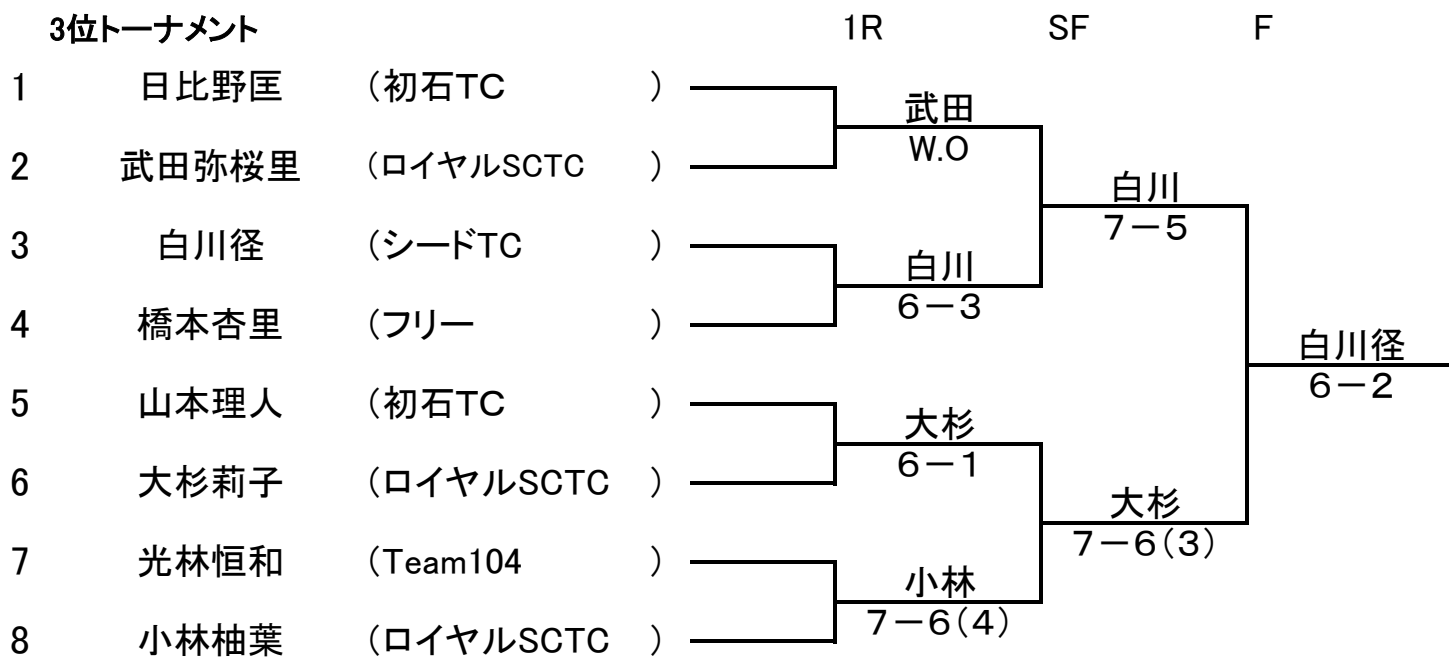 3位トーナメント 1R SF F
1 日比野匡 (初石TC )
武田
W.O
2 武田弥桜里 (ロイヤルSCTC )
白川
7-5
3 白川径 (シードTC )
白川
6-3
4 橋本杏里 (フリー )
白川径
6-2
5 山本理人 (初石TC )
大杉
6-1
6 大杉莉子 (ロイヤルSCTC )
大杉
7-6(3)
7 光林恒和 (Team104 )
小林
7-6(4)
8 小林柚葉 (ロイヤルSCTC )